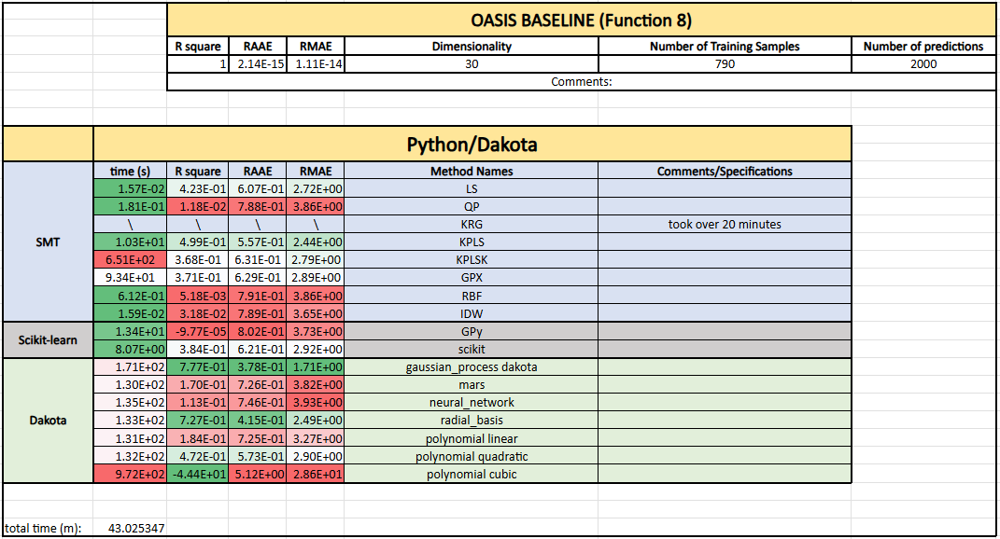 OASIS BASELINE (Function 8)
R square RAAE RMAE Dimensionality Number of Training Samples Number of predictions
1 2.14E-15 1.11E-14 30 790 2000
Comments:
Python/Dakota
time (s) R square RAAE RMAE Method Names Comments/Specifications
SMT
1.57E-02 4.23E-01 6.07E-01 2.72E+00 LS
1.81E-01 1.18E-02 7.88E-01 3.86E+00 QP
\ \ \ \ KRG took over 20 minutes
1.03E+01 4.99E-01 5.57E-01 2.44E+00 KPLS
6.51E+02 3.68E-01 6.31E-01 2.79E+00 KPLSK
9.34E+01 3.71E-01 6.29E-01 2.89E+00 GPX
6.12E-01 5.18E-03 7.91E-01 3.86E+00 RBF
1.59E-02 3.18E-02 7.89E-01 3.65E+00 IDW
Scikit-learn
1.34E+01 -9.77E-05 8.02E-01 3.73E+00 GPy
8.07E+00 3.84E-01 6.21E-01 2.92E+00 scikit
Dakota
1.71E+02 7.77E-01 3.78E-01 1.71E+00 gaussian_process dakota
1.30E+02 1.70E-01 7.26E-01 3.82E+00 mars
1.35E+02 1.13E-01 7.46E-01 3.93E+00 neural_network
1.33E+02 7.27E-01 4.15E-01 2.49E+00 radial_basis
1.31E+02 1.84E-01 7.25E-01 3.27E+00 polynomial linear
1.32E+02 4.72E-01 5.73E-01 2.90E+00 polynomial quadratic
9.72E+02 -4.44E+01 5.12E+00 2.86E+01 polynomial cubic
total time (m): 43.025347